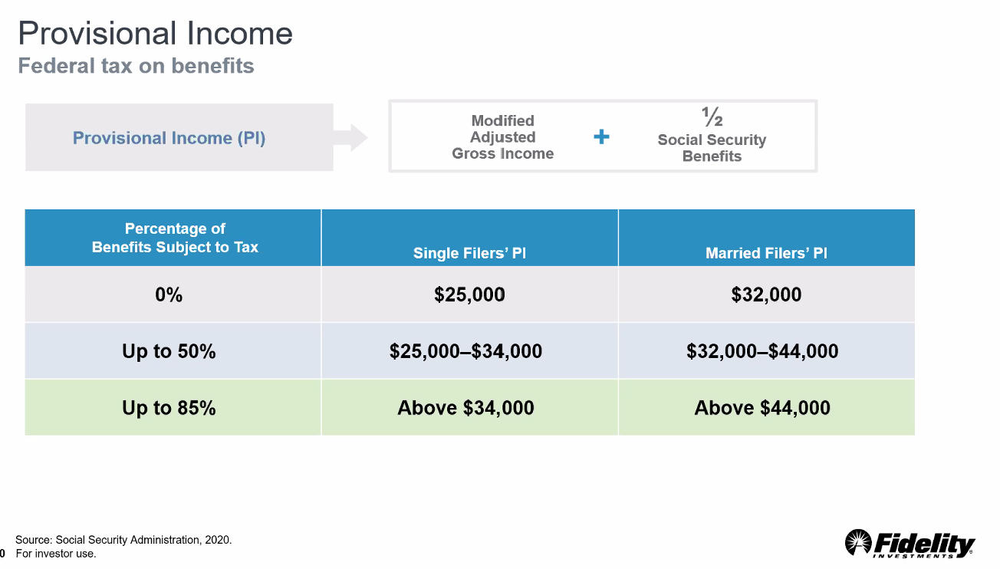 Provisional Income
Federal tax on benefits
Provisional Income (PI)
Modified
Adjusted
Gross Income
+
½
Social Security
Benefits
Percentage of
Benefits Subject to Tax
Single Filers’ PI
Married Filers’ PI
0%
$25,000
$32,000
Up to 50%
$25,000–$34,000
$32,000–$44,000
Up to 85%
Above $34,000
Above $44,000
Source: Social Security Administration, 2020.
0 For investor use.
Fidelity
INVESTMENTS®